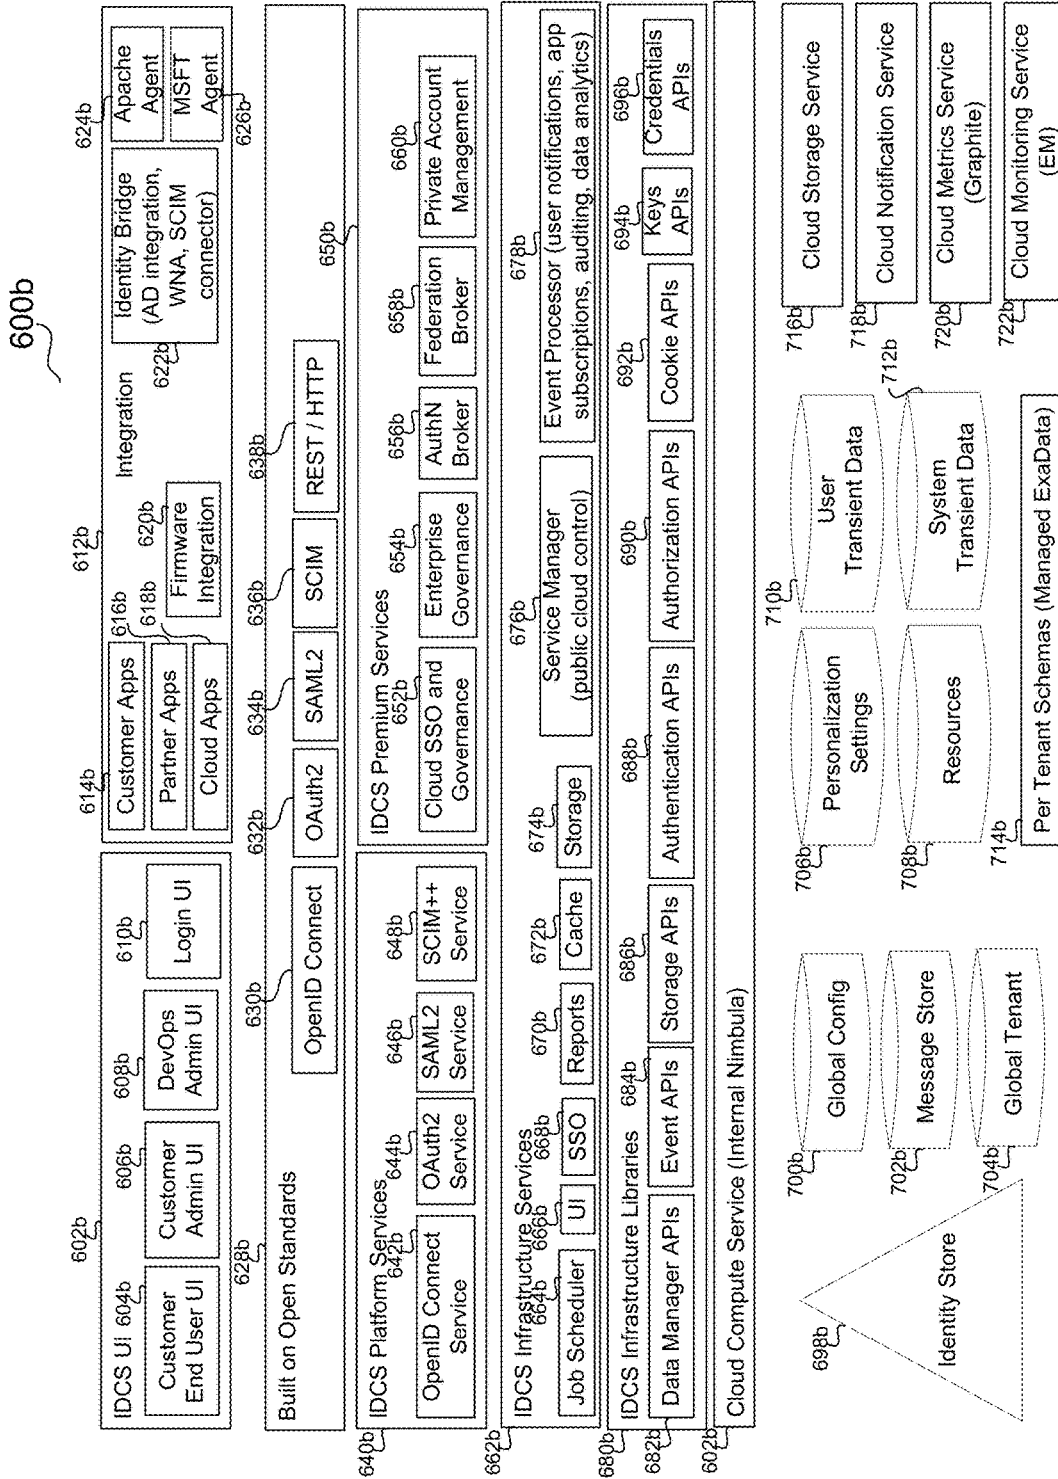 600b
602b
IDCS UI
604b
Customer
End User UI
606b
Customer
Admin UI
608b
DevOps
Admin UI
610b
Login UI
612b
Integration
614b
Customer Apps
616b
Partner Apps
618b
Cloud Apps
620b
Firmware
Integration
622b
Identity Bridge
(AD integration,
WNA, SCIM
connector)
624b
Apache
Agent
MSFT
Agent
626b
628b
Built on Open Standards
630b
OpenID Connect
632b
OAuth2
634b
SAML2
636b
SCIM
638b
REST / HTTP
640b
IDCS Platform Services
642b
OpenID Connect
Service
644b
OAuth2
Service
646b
SAML2
Service
648b
SCIM++
Service
650b
IDCS Premium Services
652b
Cloud SSO and
Governance
654b
Enterprise
Governance
656b
AuthN
Broker
658b
Federation
Broker
660b
Private Account
Management
662b
IDCS Infrastructure Services
664b
Job Scheduler
666b
UI
668b
SSO
670b
Reports
672b
Cache
674b
Storage
676b
Service Manager
(public cloud control)
678b
Event Processor (user notifications, app
subscriptions, auditing, data analytics)
680b
IDCS Infrastructure Libraries
682b
Data Manager APIs
684b
Event APIs
686b
Storage APIs
688b
Authentication APIs
690b
Authorization APIs
692b
Cookie APIs
694b
Keys
APIs
696b
Credentials
APIs
602b
Cloud Compute Service (Internal Nimbula)
698b
Identity Store
700b
Global Config
702b
Message Store
704b
Global Tenant
706b
Personalization
Settings
708b
Resources
710b
User
Transient Data
712b
System
Transient Data
714b
Per Tenant Schemas (Managed ExaData)
716b
Cloud Storage Service
718b
Cloud Notification Service
720b
Cloud Metrics Service
(Graphite)
722b
Cloud Monitoring Service
(EM)